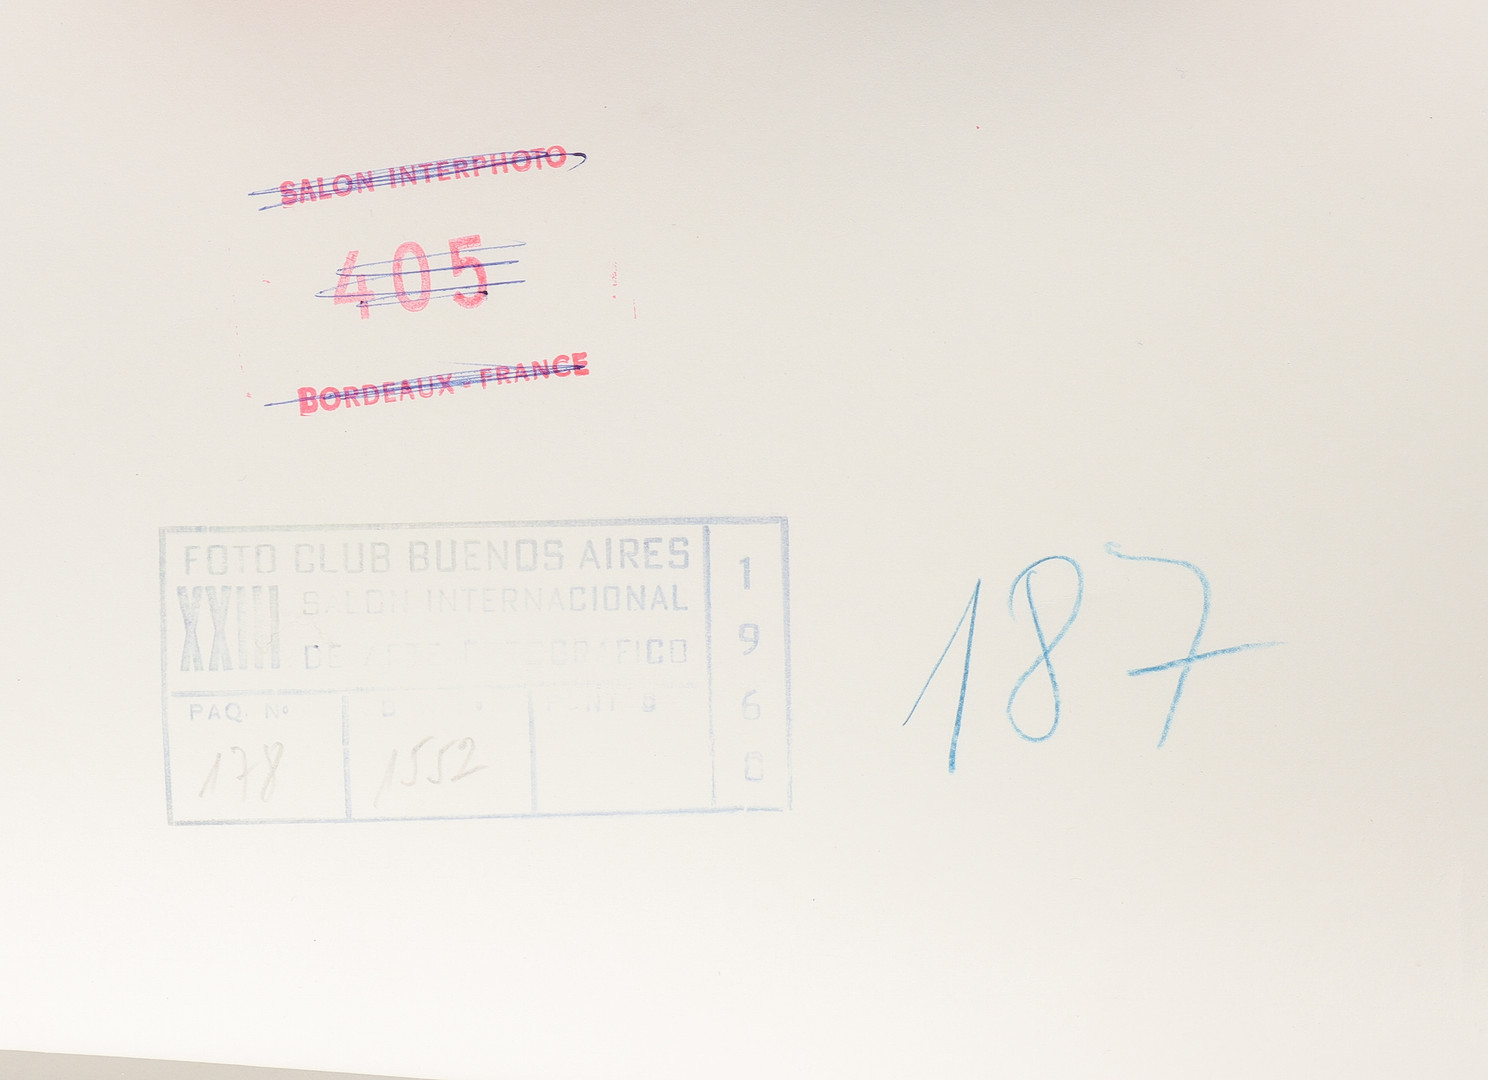 SALON INTERPHOTO
405
BORDEAUX - FRANCE
FOTO CLUB BUENOS AIRES
XXIII SALON INTERNACIONAL
DE ARTE FOTOGRAFICO
196
PAQ. Nº
178
1552
187